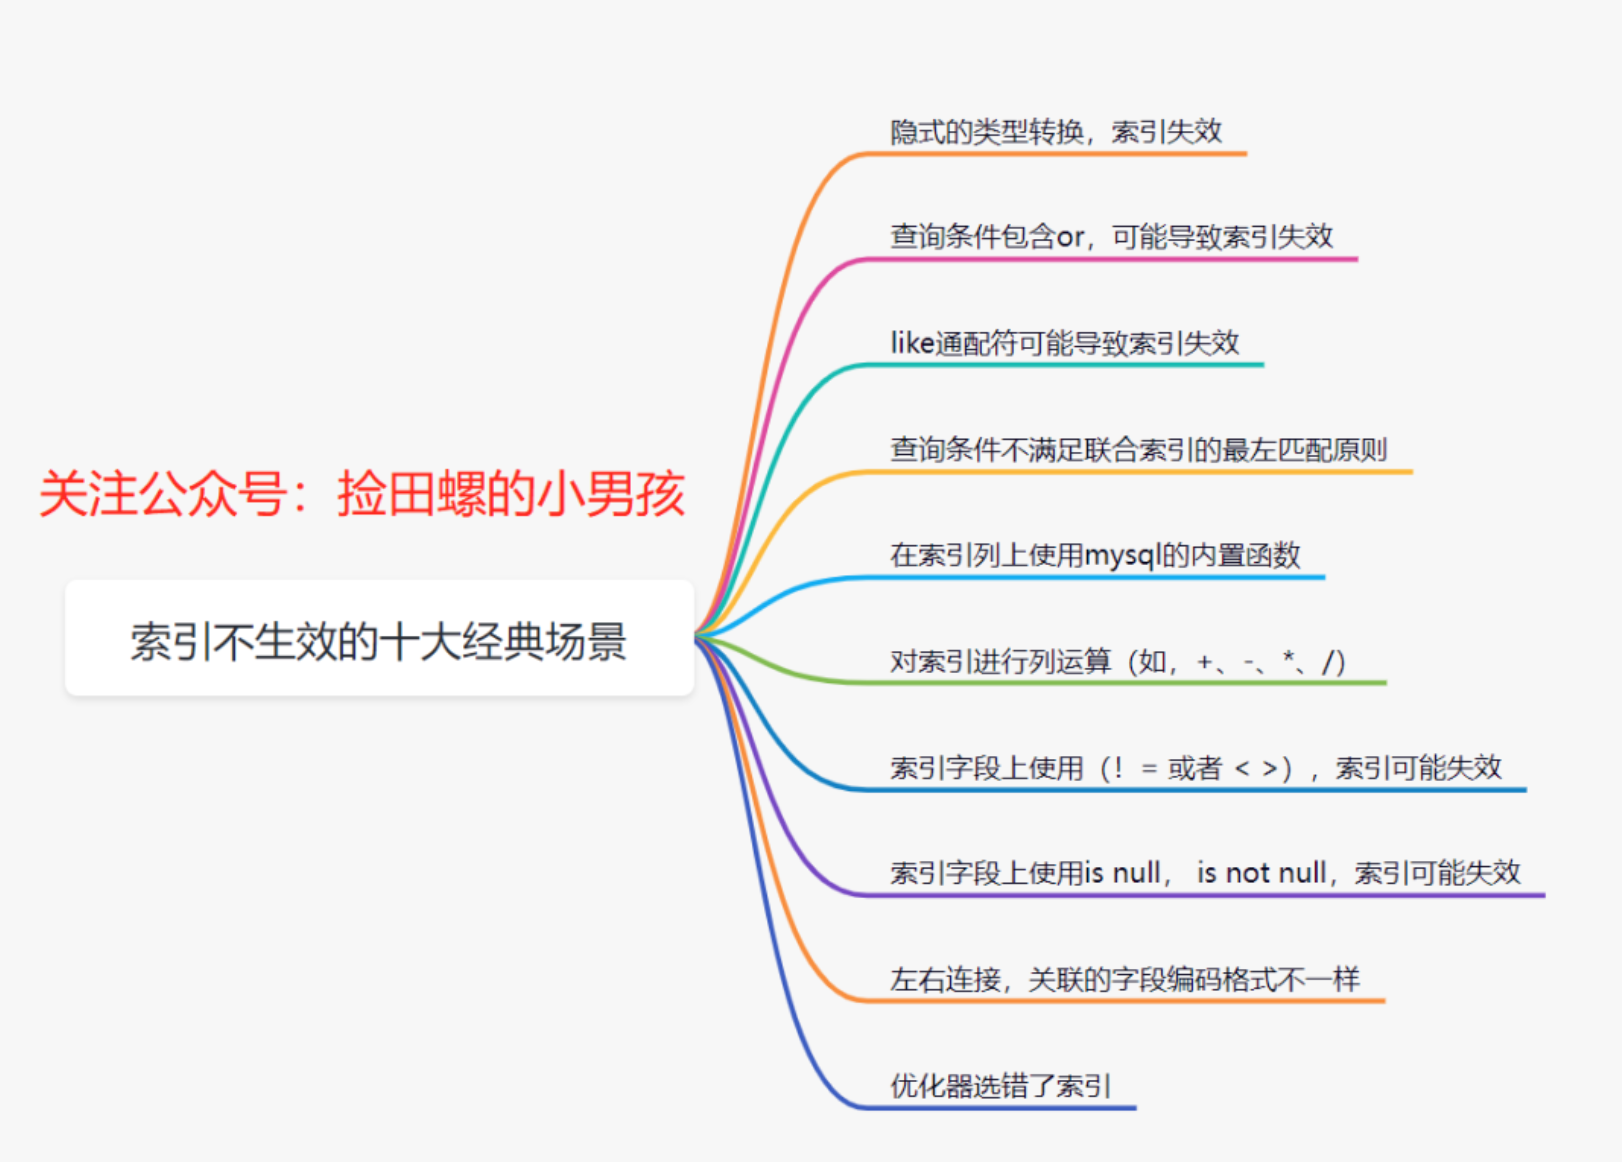 关注公众号：捡田螺的小男孩
索引不生效的十大经典场景
隐式的类型转换，索引失效
查询条件包含or，可能导致索引失效
like通配符可能导致索引失效
查询条件不满足联合索引的最左匹配原则
在索引列上使用mysql的内置函数
对索引进行列运算（如，+、-、*、/）
索引字段上使用（！= 或者 < >），索引可能失效
索引字段上使用is null， is not null，索引可能失效
左右连接，关联的字段编码格式不一样
优化器选错了索引